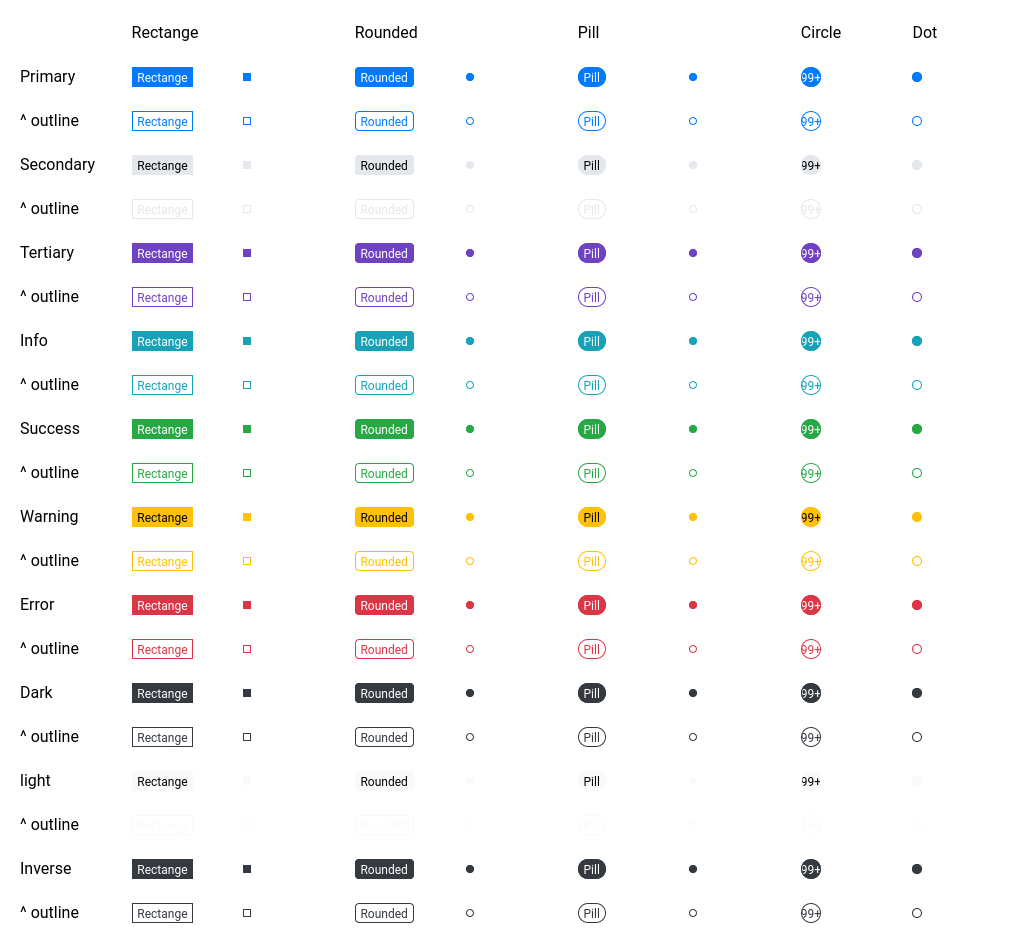 Rectange Rounded Pill Circle Dot
Primary Rectange Rounded Pill 99+
^ outline Rectange Rounded Pill 99+
Secondary Rectange Rounded Pill 99+
^ outline Rectange Rounded Pill 99+
Tertiary Rectange Rounded Pill 99+
^ outline Rectange Rounded Pill 99+
Info Rectange Rounded Pill 99+
^ outline Rectange Rounded Pill 99+
Success Rectange Rounded Pill 99+
^ outline Rectange Rounded Pill 99+
Warning Rectange Rounded Pill 99+
^ outline Rectange Rounded Pill 99+
Error Rectange Rounded Pill 99+
^ outline Rectange Rounded Pill 99+
Dark Rectange Rounded Pill 99+
^ outline Rectange Rounded Pill 99+
light Rectange Rounded Pill 99+
^ outline Rectange Rounded Pill 99+
Inverse Rectange Rounded Pill 99+
^ outline Rectange Rounded Pill 99+